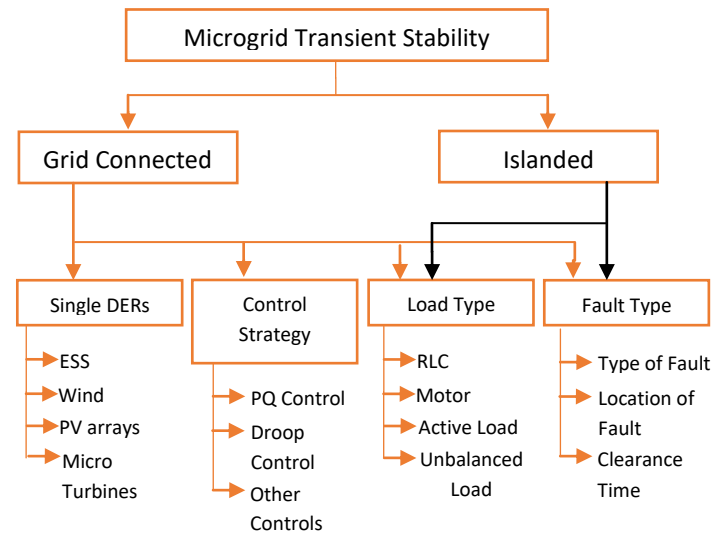 Microgrid Transient Stability
Grid Connected
Islanded
Single DERs
Control
Strategy
Load Type
Fault Type
ESS
Wind
PV arrays
Micro
Turbines
PQ Control
Droop
Control
Other
Controls
RLC
Motor
Active Load
Unbalanced
Load
Type of Fault
Location of
Fault
Clearance
Time